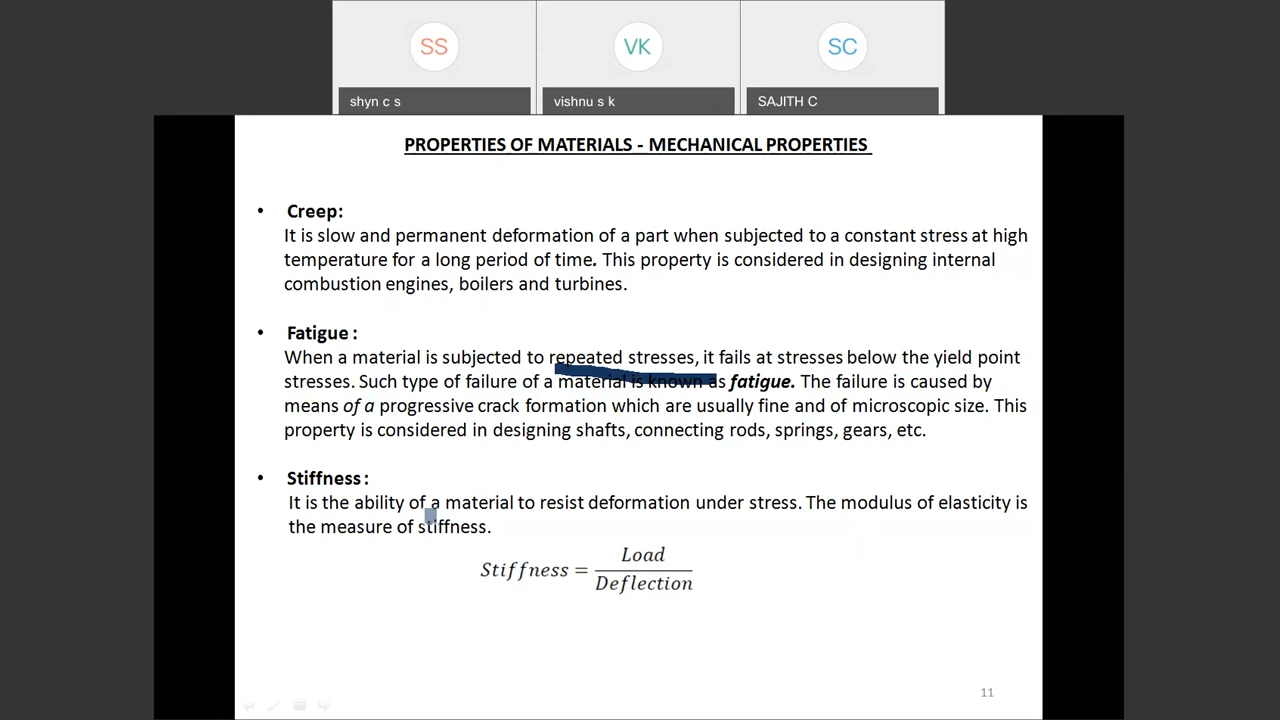 SS VK SC
shyn c s vishnu s k SAJITH C
PROPERTIES OF MATERIALS - MECHANICAL PROPERTIES
• Creep:
It is slow and permanent deformation of a part when subjected to a constant stress at high
temperature for a long period of time. This property is considered in designing internal
combustion engines, boilers and turbines.
• Fatigue :
When a material is subjected to repeated stresses, it fails at stresses below the yield point
stresses. Such type of failure of a material is known as fatigue. The failure is caused by
means of a progressive crack formation which are usually fine and of microscopic size. This
property is considered in designing shafts, connecting rods, springs, gears, etc.
• Stiffness :
It is the ability of a material to resist deformation under stress. The modulus of elasticity is
the measure of stiffness.
Stiffness = Load / Deflection
11